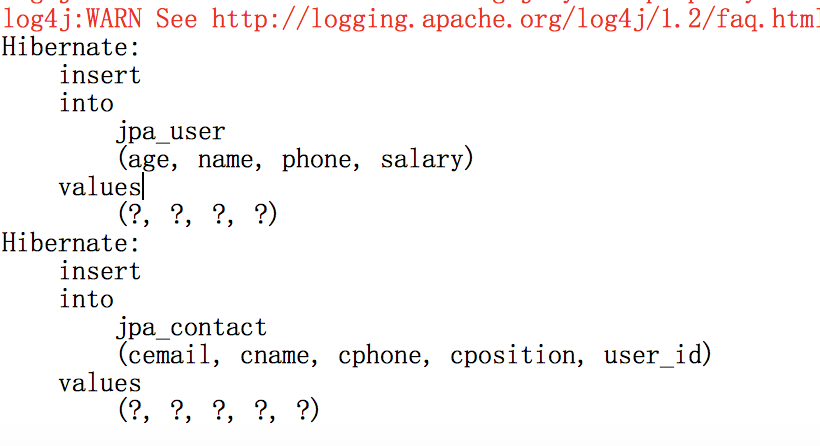 log4j:WARN See http://logging.apache.org/log4j/1.2/faq.html
Hibernate:
insert
into
jpa_user
(age, name, phone, salary)
values
(?, ?, ?, ?)
Hibernate:
insert
into
jpa_contact
(cemail, cname, cphone, cposition, user_id)
values
(?, ?, ?, ?, ?)